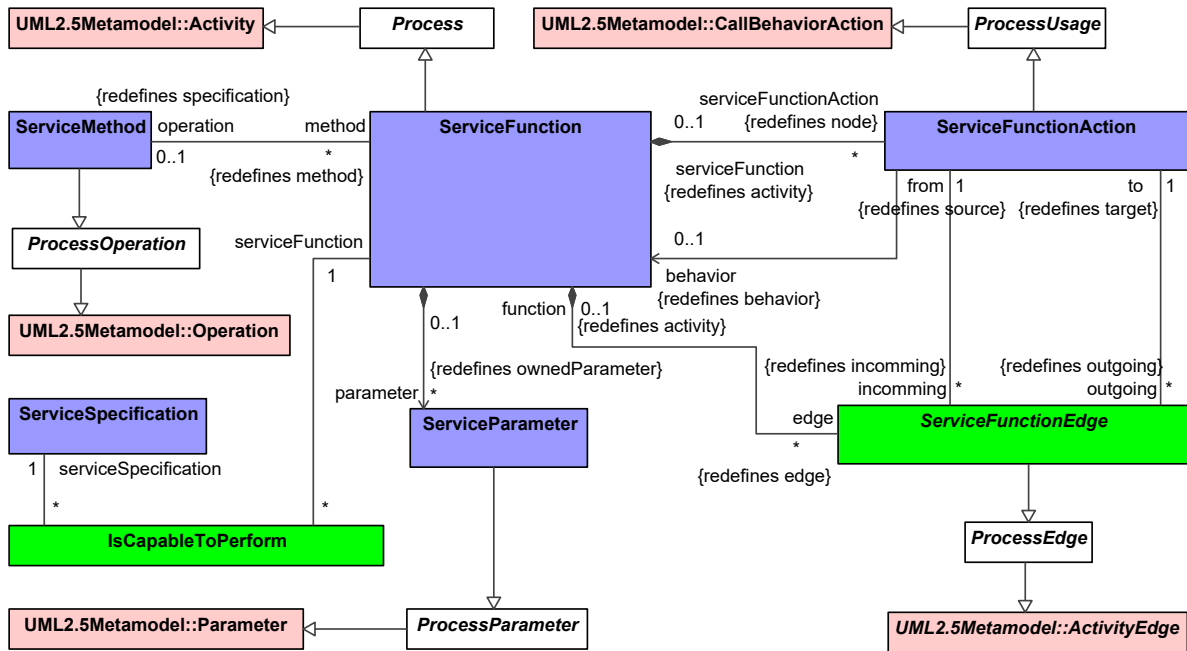 UML2.5Metamodel::Activity
Process
UML2.5Metamodel::CallBehaviorAction
ProcessUsage
{redefines specification}
ServiceMethod
operation
method
0..1
*
{redefines method}
ServiceFunction
serviceFunctionAction
0..1
{redefines node}
*
ServiceFunctionAction
serviceFunction
{redefines activity}
from
1
{redefines source}
to
1
{redefines target}
ProcessOperation
serviceFunction
1
0..1
behavior
{redefines behavior}
UML2.5Metamodel::Operation
0..1
function
0..1
{redefines activity}
{redefines ownedParameter}
parameter
*
{redefines incomming}
incomming
*
{redefines outgoing}
outgoing
*
ServiceSpecification
ServiceParameter
edge
*
{redefines edge}
ServiceFunctionEdge
1
serviceSpecification
*
*
IsCapableToPerform
ProcessEdge
UML2.5Metamodel::Parameter
ProcessParameter
UML2.5Metamodel::ActivityEdge